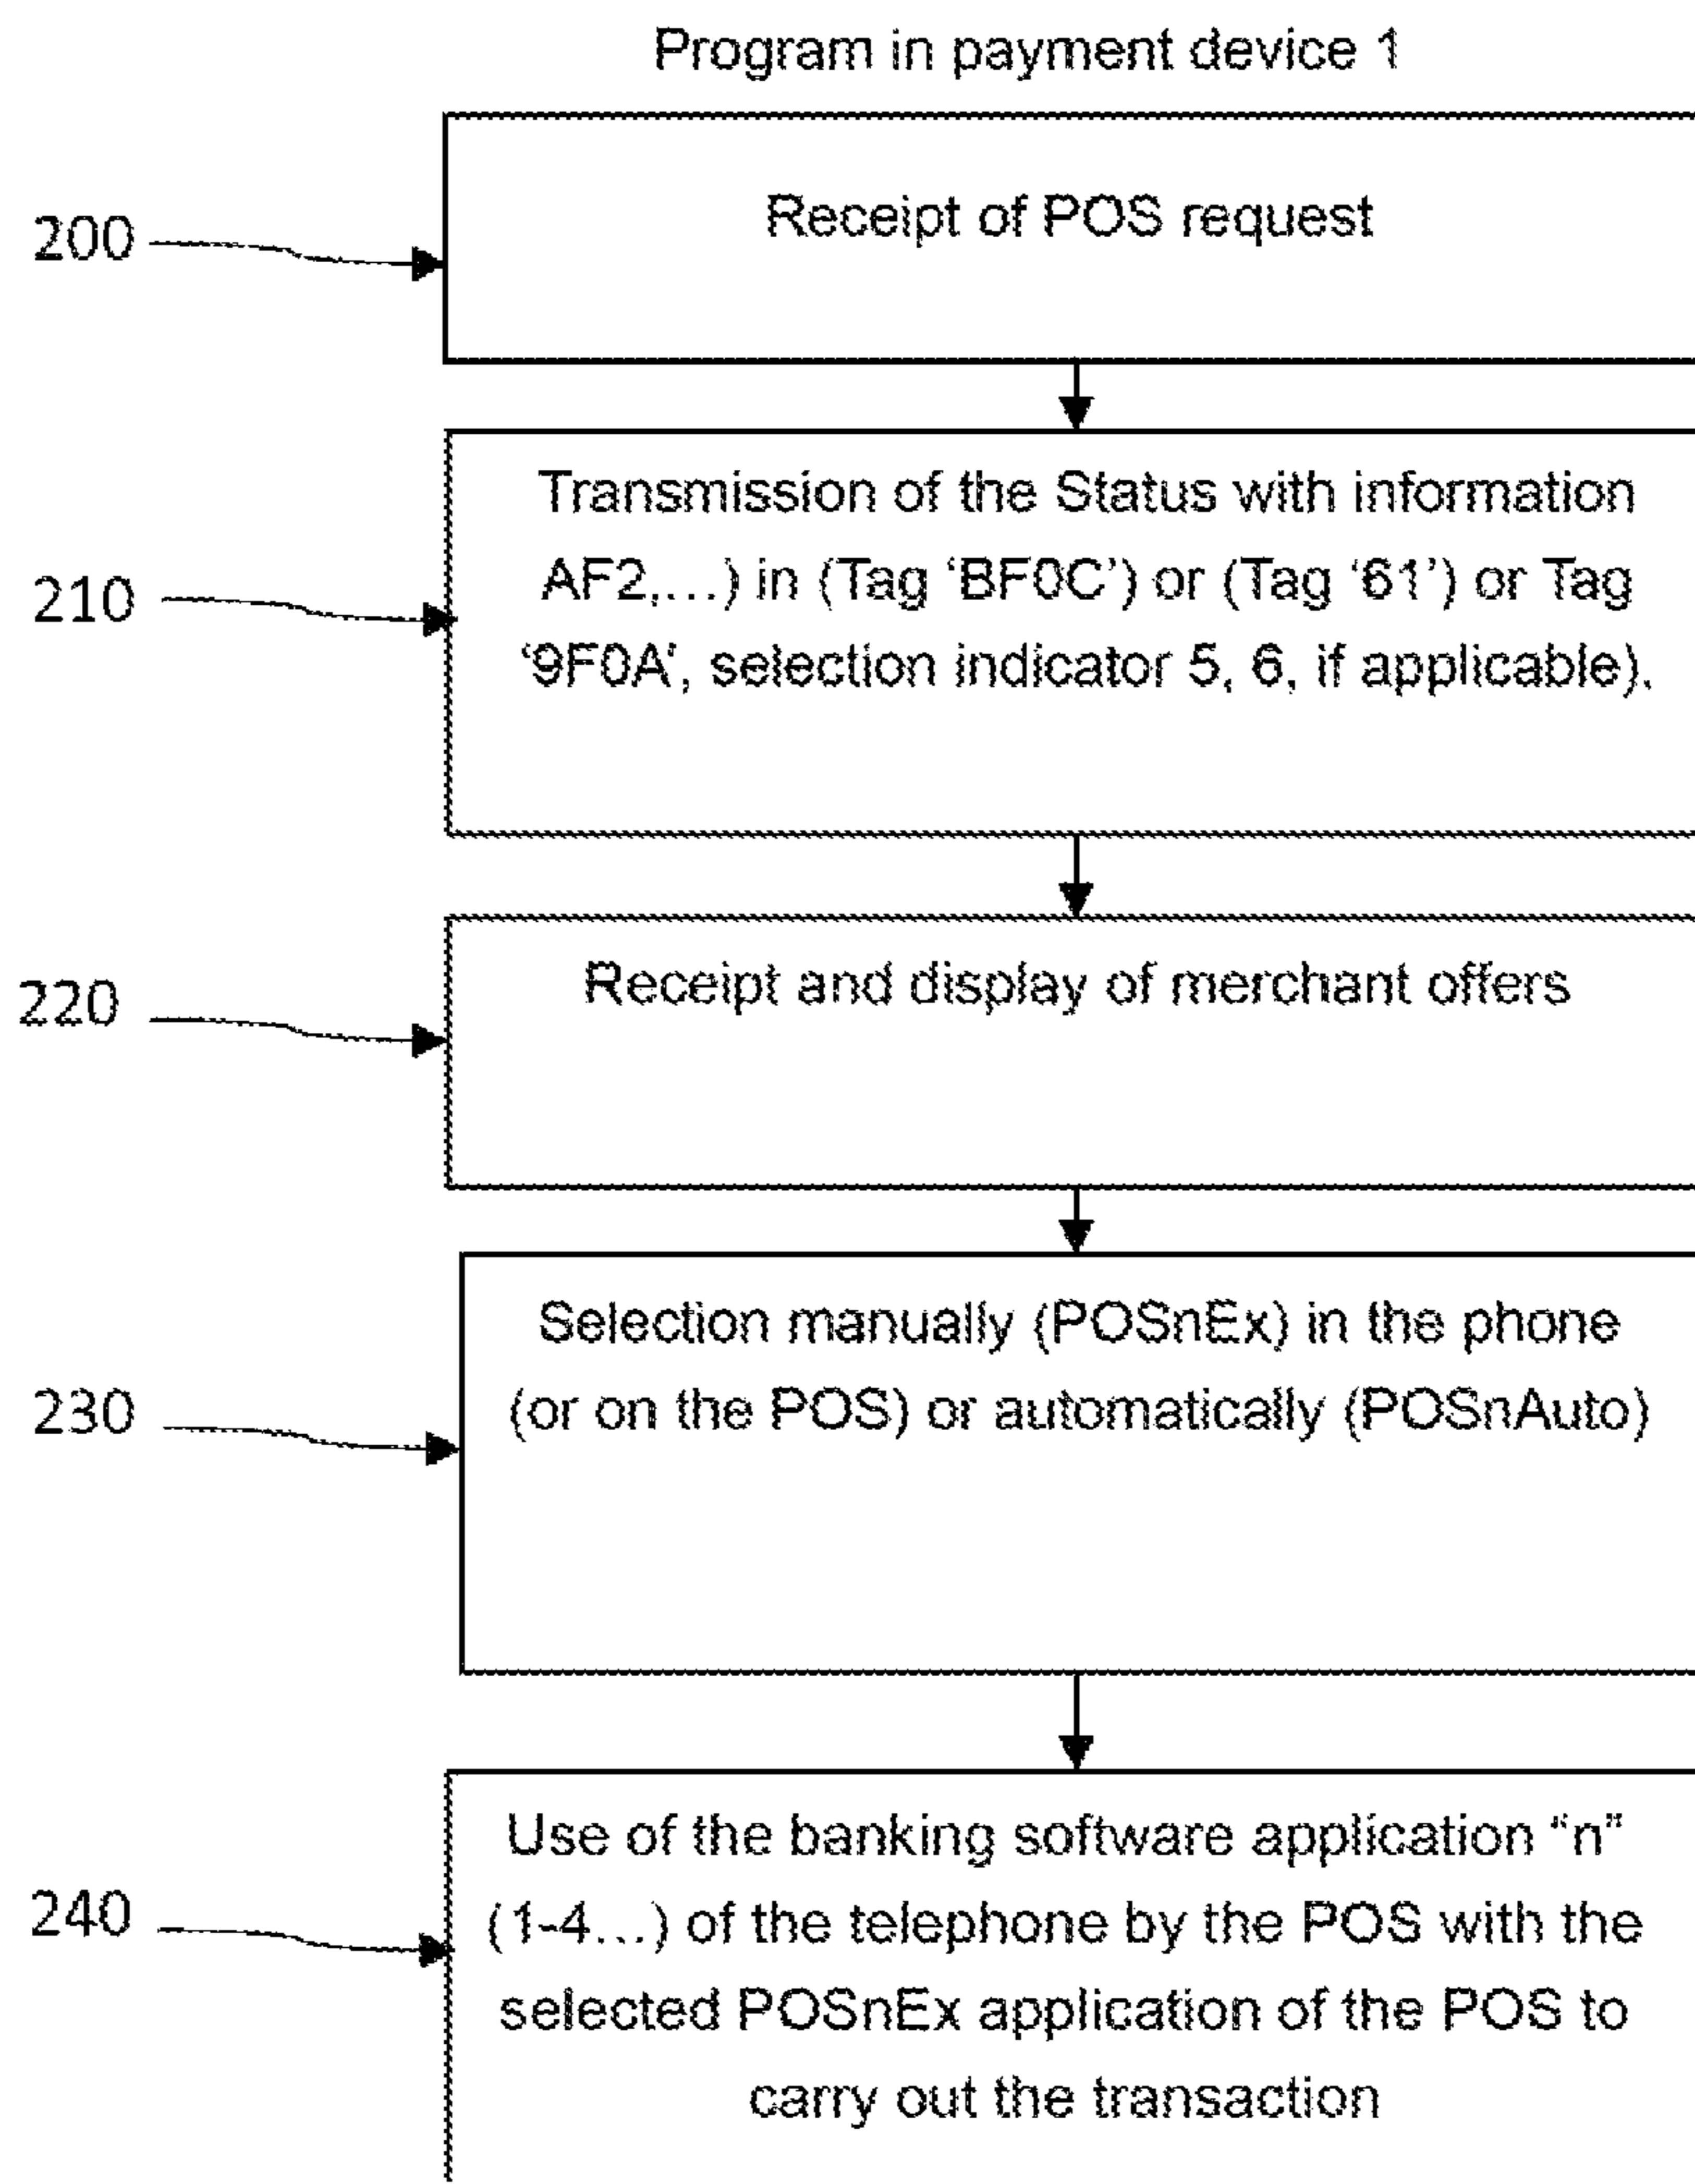 Program in payment device 1
200
Receipt of POS request
210
Transmission of the Status with information
AF2,...) in (Tag ‘BF0C’) or (Tag ‘61’) or Tag
‘9F0A’, selection indicator 5, 6, if applicable).
220
Receipt and display of merchant offers
230
Selection manually (POSnEx) in the phone
(or on the POS) or automatically (POSnAuto)
240
Use of the banking software application “n”
(1-4...) of the telephone by the POS with the
selected POSnEx application of the POS to
carry out the transaction